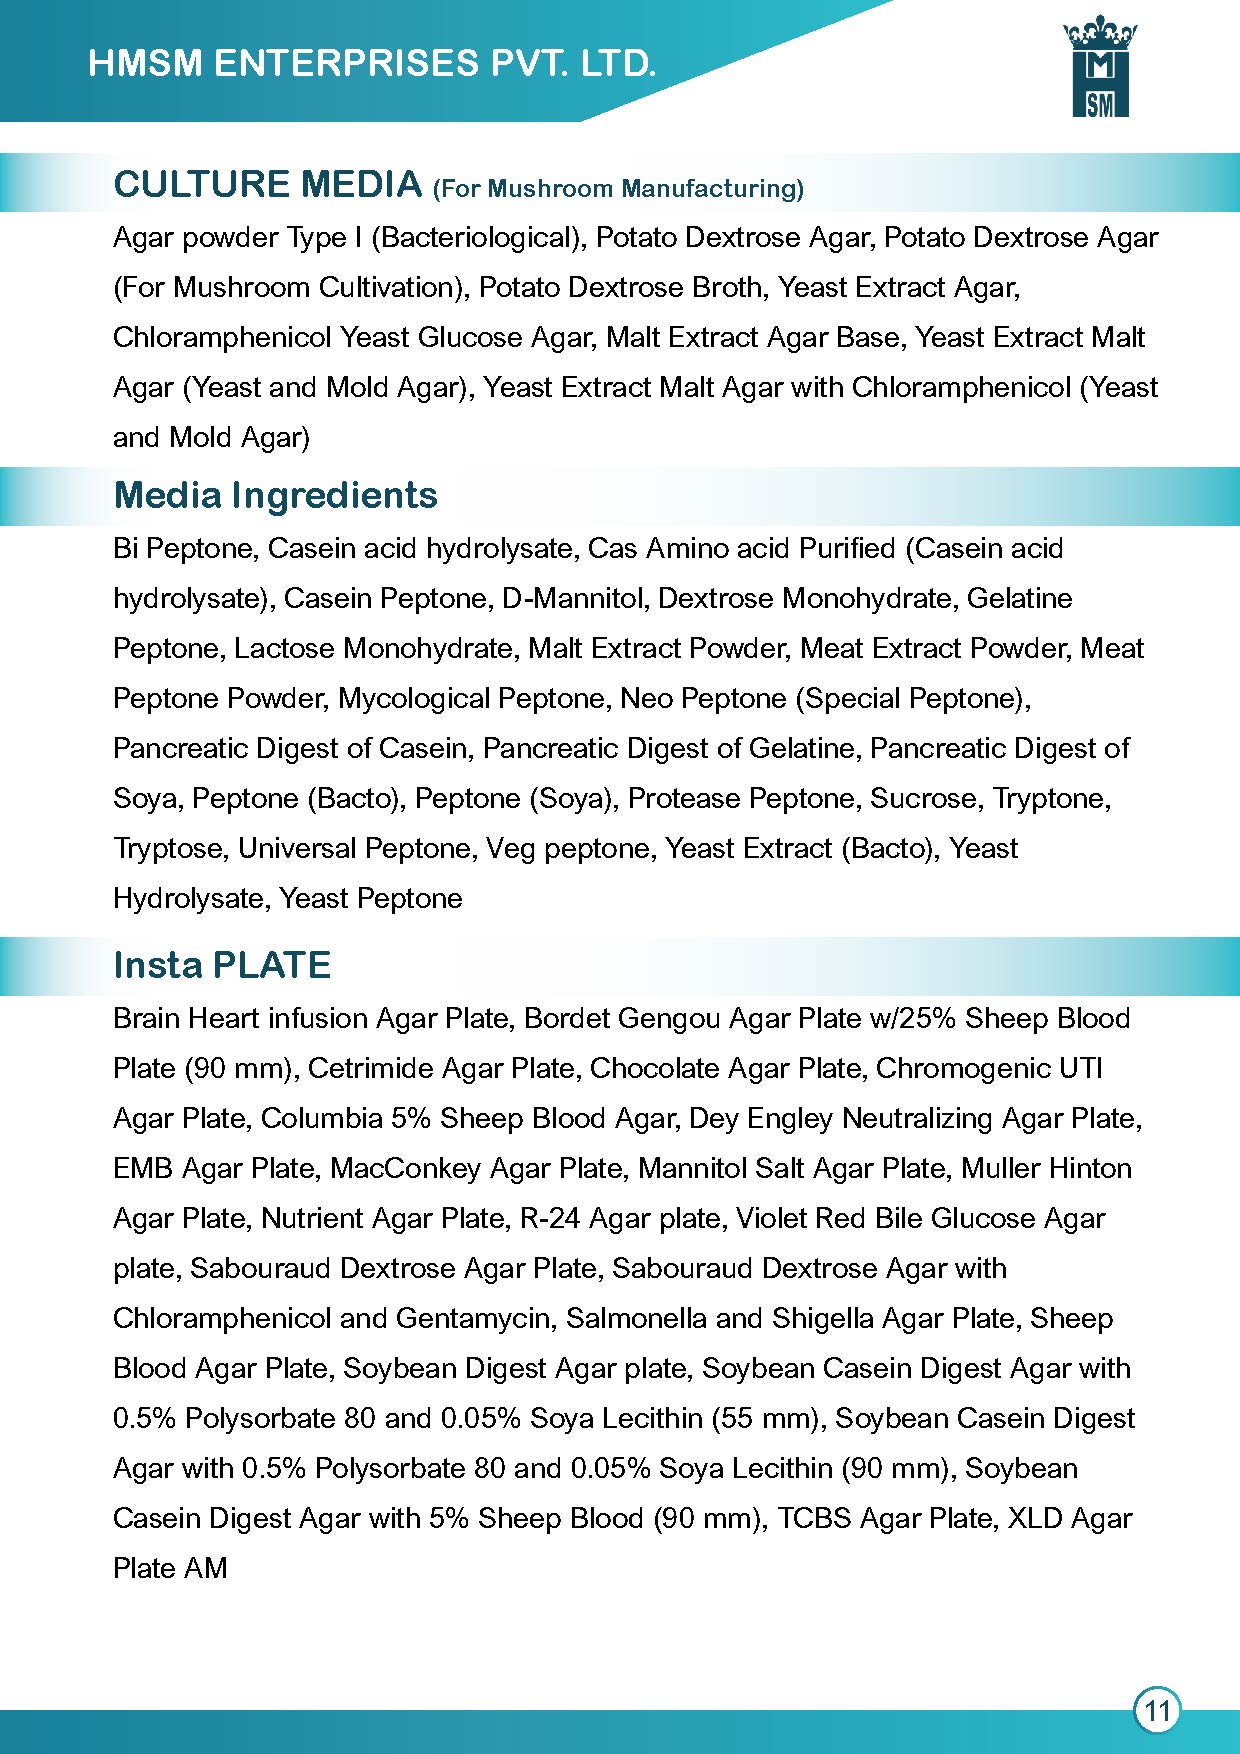 HMSM ENTERPRISES PVT. LTD.
M
SM
CULTURE MEDIA (For Mushroom Manufacturing)
Agar powder Type I (Bacteriological), Potato Dextrose Agar, Potato Dextrose Agar
(For Mushroom Cultivation), Potato Dextrose Broth, Yeast Extract Agar,
Chloramphenicol Yeast Glucose Agar, Malt Extract Agar Base, Yeast Extract Malt
Agar (Yeast and Mold Agar), Yeast Extract Malt Agar with Chloramphenicol (Yeast
and Mold Agar)
Media Ingredients
Bi Peptone, Casein acid hydrolysate, Cas Amino acid Purified (Casein acid
hydrolysate), Casein Peptone, D-Mannitol, Dextrose Monohydrate, Gelatine
Peptone, Lactose Monohydrate, Malt Extract Powder, Meat Extract Powder, Meat
Peptone Powder, Mycological Peptone, Neo Peptone (Special Peptone),
Pancreatic Digest of Casein, Pancreatic Digest of Gelatine, Pancreatic Digest of
Soya, Peptone (Bacto), Peptone (Soya), Protease Peptone, Sucrose, Tryptone,
Tryptose, Universal Peptone, Veg peptone, Yeast Extract (Bacto), Yeast
Hydrolysate, Yeast Peptone
Insta PLATE
Brain Heart infusion Agar Plate, Bordet Gengou Agar Plate w/25% Sheep Blood
Plate (90 mm), Cetrimide Agar Plate, Chocolate Agar Plate, Chromogenic UTI
Agar Plate, Columbia 5% Sheep Blood Agar, Dey Engley Neutralizing Agar Plate,
EMB Agar Plate, MacConkey Agar Plate, Mannitol Salt Agar Plate, Muller Hinton
Agar Plate, Nutrient Agar Plate, R-24 Agar plate, Violet Red Bile Glucose Agar
plate, Sabouraud Dextrose Agar Plate, Sabouraud Dextrose Agar with
Chloramphenicol and Gentamycin, Salmonella and Shigella Agar Plate, Sheep
Blood Agar Plate, Soybean Digest Agar plate, Soybean Casein Digest Agar with
0.5% Polysorbate 80 and 0.05% Soya Lecithin (55 mm), Soybean Casein Digest
Agar with 0.5% Polysorbate 80 and 0.05% Soya Lecithin (90 mm), Soybean
Casein Digest Agar with 5% Sheep Blood (90 mm), TCBS Agar Plate, XLD Agar
Plate AM
11